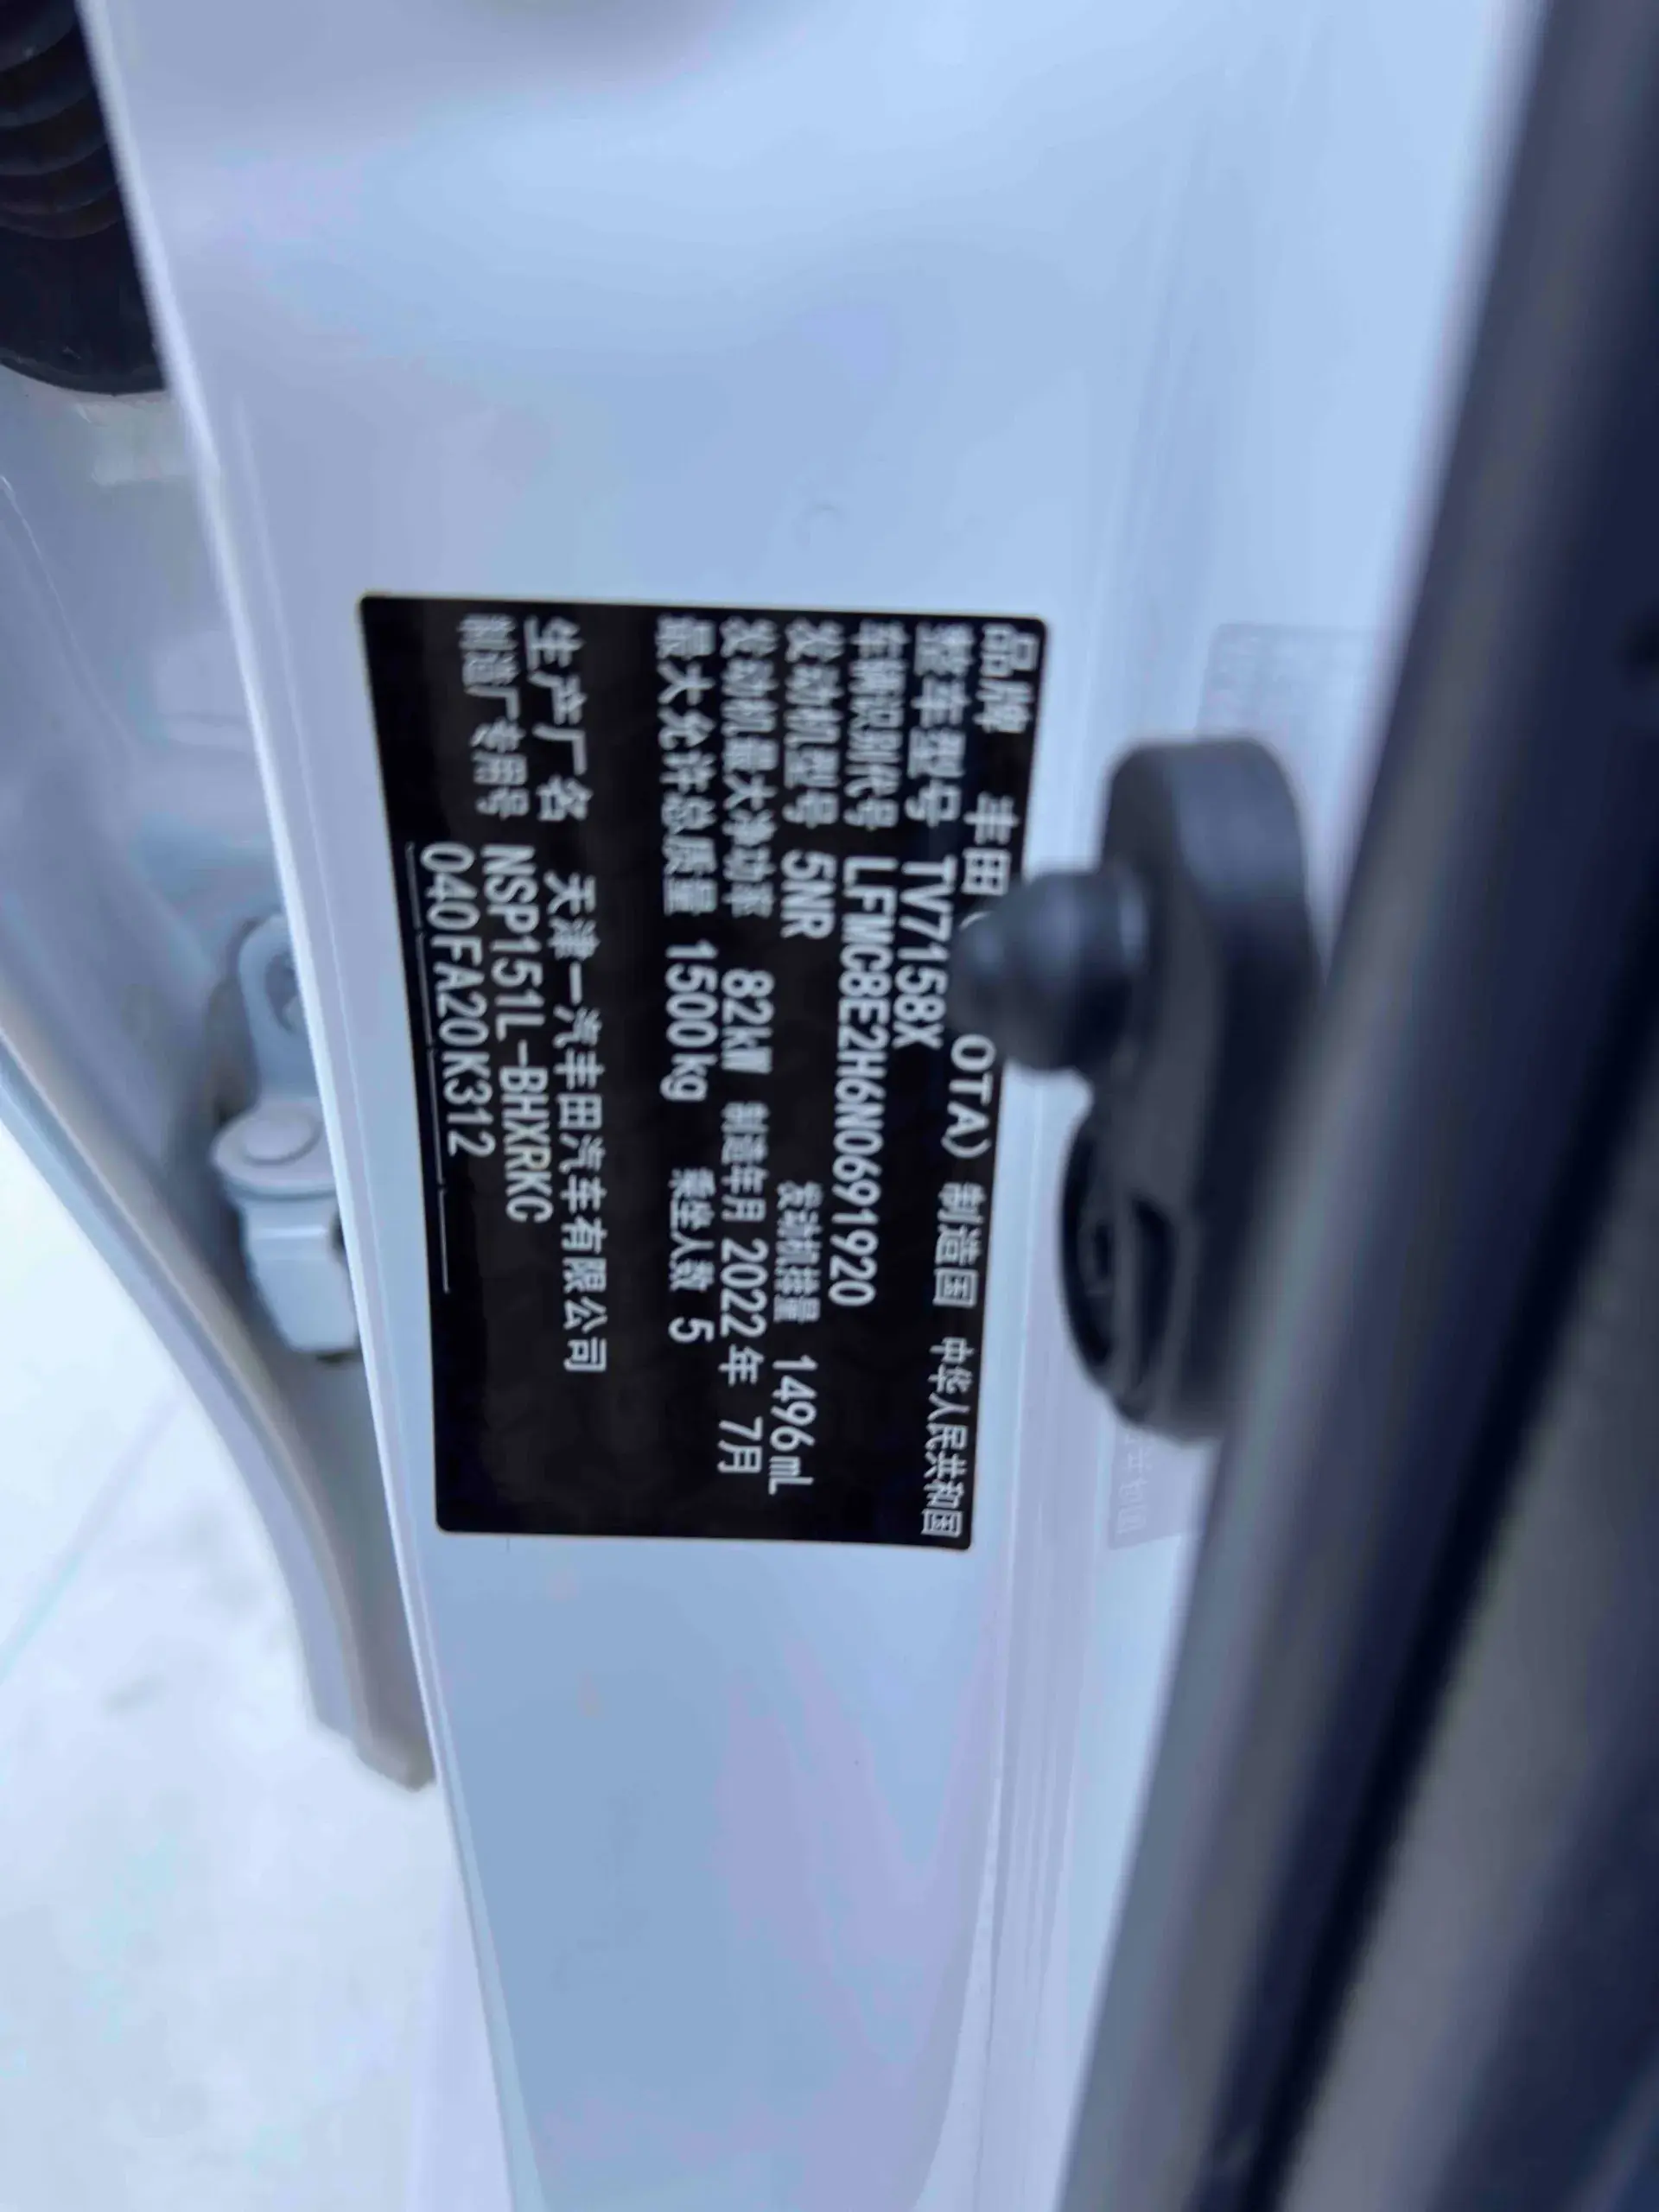 品牌 丰田( OTA) 制造国 中华人民共和国
整车型号 TV7158X
车辆识别代号 LFMC8E2H6N0691920
发动机型号 5NR 发动机排量 1496mL
发动机最大净功率 82kW 制造年月 2022年 7月
最大允许总质量 1500kg 乘坐人数 5
生产厂名 天津一汽丰田汽车有限公司
制造厂专用号 NSP151L-BHXRKC
040FA20K312